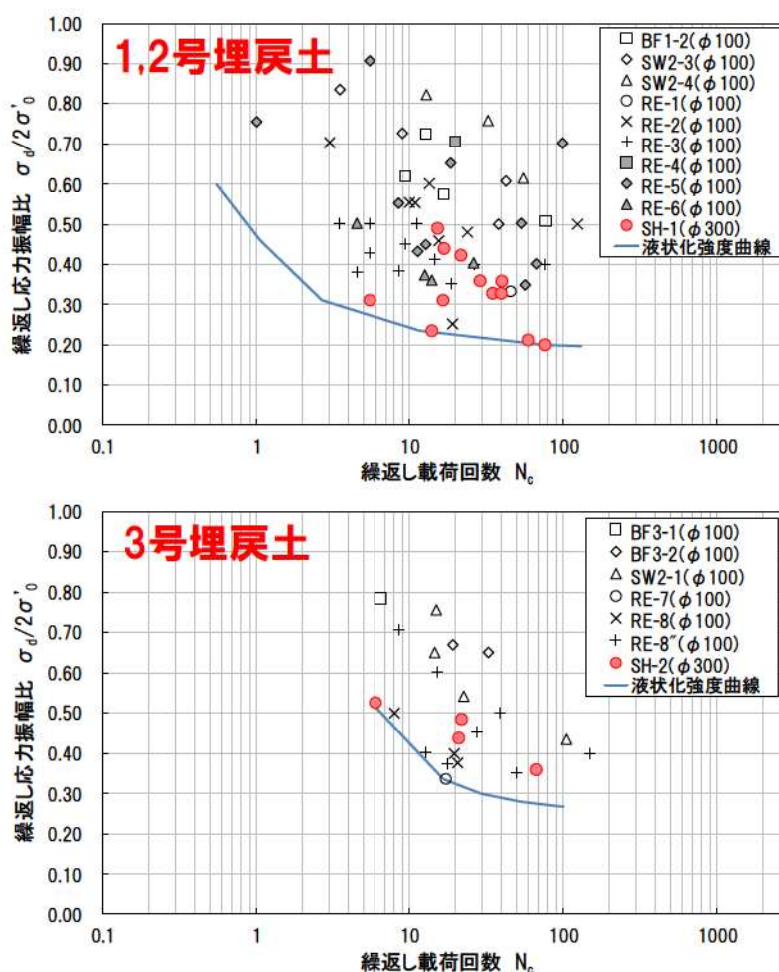 1,2号埋戻土
1.00
0.90
0.80
0.70
0.60
0.50
0.40
0.30
0.20
0.10
0.00
繰返し応力振幅比 σd/2σ'0
0.1
1
10
100
1000
繰返し載荷回数 Nc
BF1-2(φ100)
SW2-3(φ100)
SW2-4(φ100)
RE-1(φ100)
RE-2(φ100)
RE-3(φ100)
RE-4(φ100)
RE-5(φ100)
RE-6(φ100)
SH-1(φ300)
液状化強度曲線
3号埋戻土
1.00
0.90
0.80
0.70
0.60
0.50
0.40
0.30
0.20
0.10
0.00
繰返し応力振幅比 σd/2σ'0
0.1
1
10
100
1000
繰返し載荷回数 Nc
BF3-1(φ100)
BF3-2(φ100)
SW2-1(φ100)
RE-7(φ100)
RE-8(φ100)
RE-8"(φ100)
SH-2(φ300)
液状化強度曲線